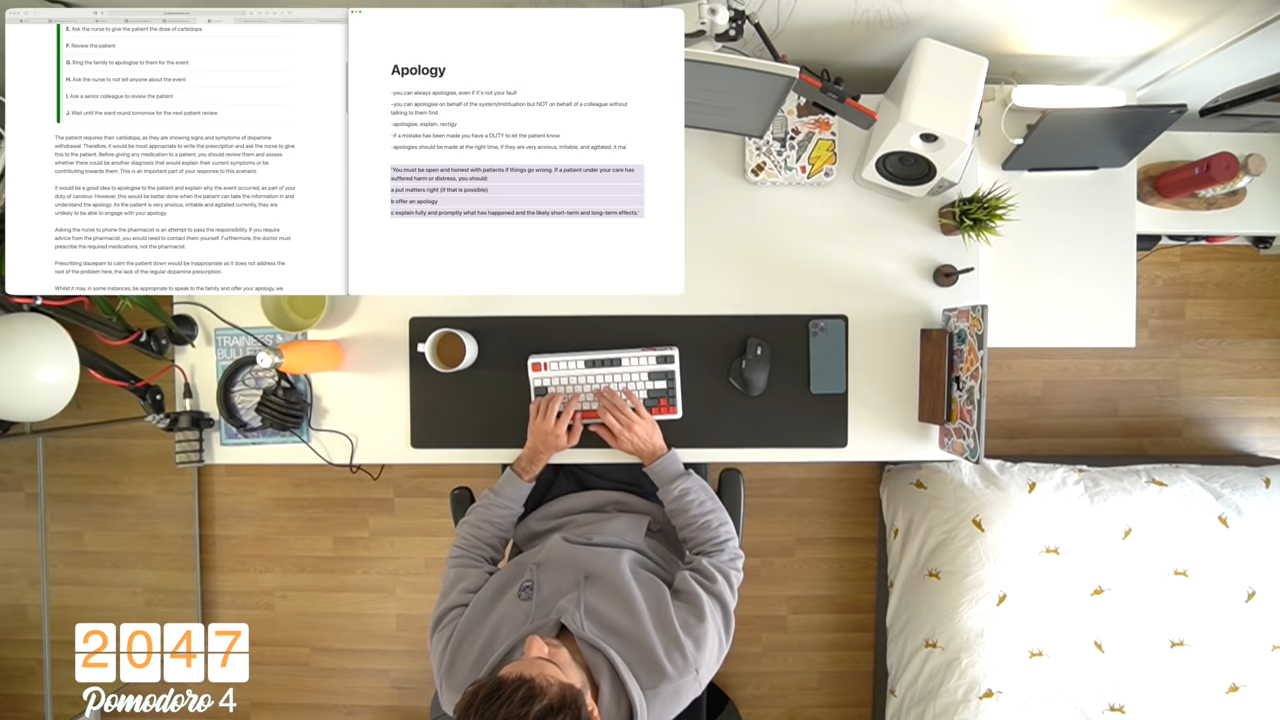 E. Ask the nurse to give the patient the dose of carbidopa
F. Review the patient
G. Ring the family to apologise to them for the event
H. Ask the nurse to not tell anyone about the event
I. Ask a senior colleague to review the patient
J. Wait until the ward round tomorrow for the next patient review
The patient requires their carbidopa, as they are showing signs and symptoms of dopamine
withdrawal. Therefore, it would be most appropriate to write the prescription and ask the nurse to give
this to the patient. Before giving any medication to a patient, you should review them and assess
whether there could be another diagnosis that would explain their current symptoms or be
contributing towards them. This is an important part of your response to this scenario.
It would be a good idea to apologise to the patient and explain why the event occurred, as part of your
duty of candour. However, this would be better done when the patient can take the information in and
understand the apology. As the patient is very anxious, irritable and agitated currently, they are
unlikely to be able to engage with your apology.
Asking the nurse to phone the pharmacist is an attempt to pass the responsibility. If you require
advice from the pharmacist, you would need to contact them yourself. Furthermore, the doctor must
prescribe the required medications, not the pharmacist.
Prescribing diazepam to calm the patient down would be inappropriate as it does not address the
root of the problem here, the lack of the regular dopamine prescription.
Whilst it may, in some instances, be appropriate to speak to the family and offer your apology, we
Apology
-you can always apologise, even if it's not your fault
-you can apologise on behalf of the system/instituation but NOT on behalf of a colleague without
talking to them first
-apologise, explain, rectigy
-if a mistake has been made you have a DUTY to let the patient know.
-apologies should be made at the right time, if they are very anxious, irritable, and agitated, it mai
'You must be open and honest with patients if things go wrong. If a patient under your care has
suffered harm or distress, you should:
a put matters right (if that is possible)
b offer an apology
c explain fully and promptly what has happened and the likely short-term and long-term effects.'
TRAINEES'
BULLET
2047
Pomodoro 4